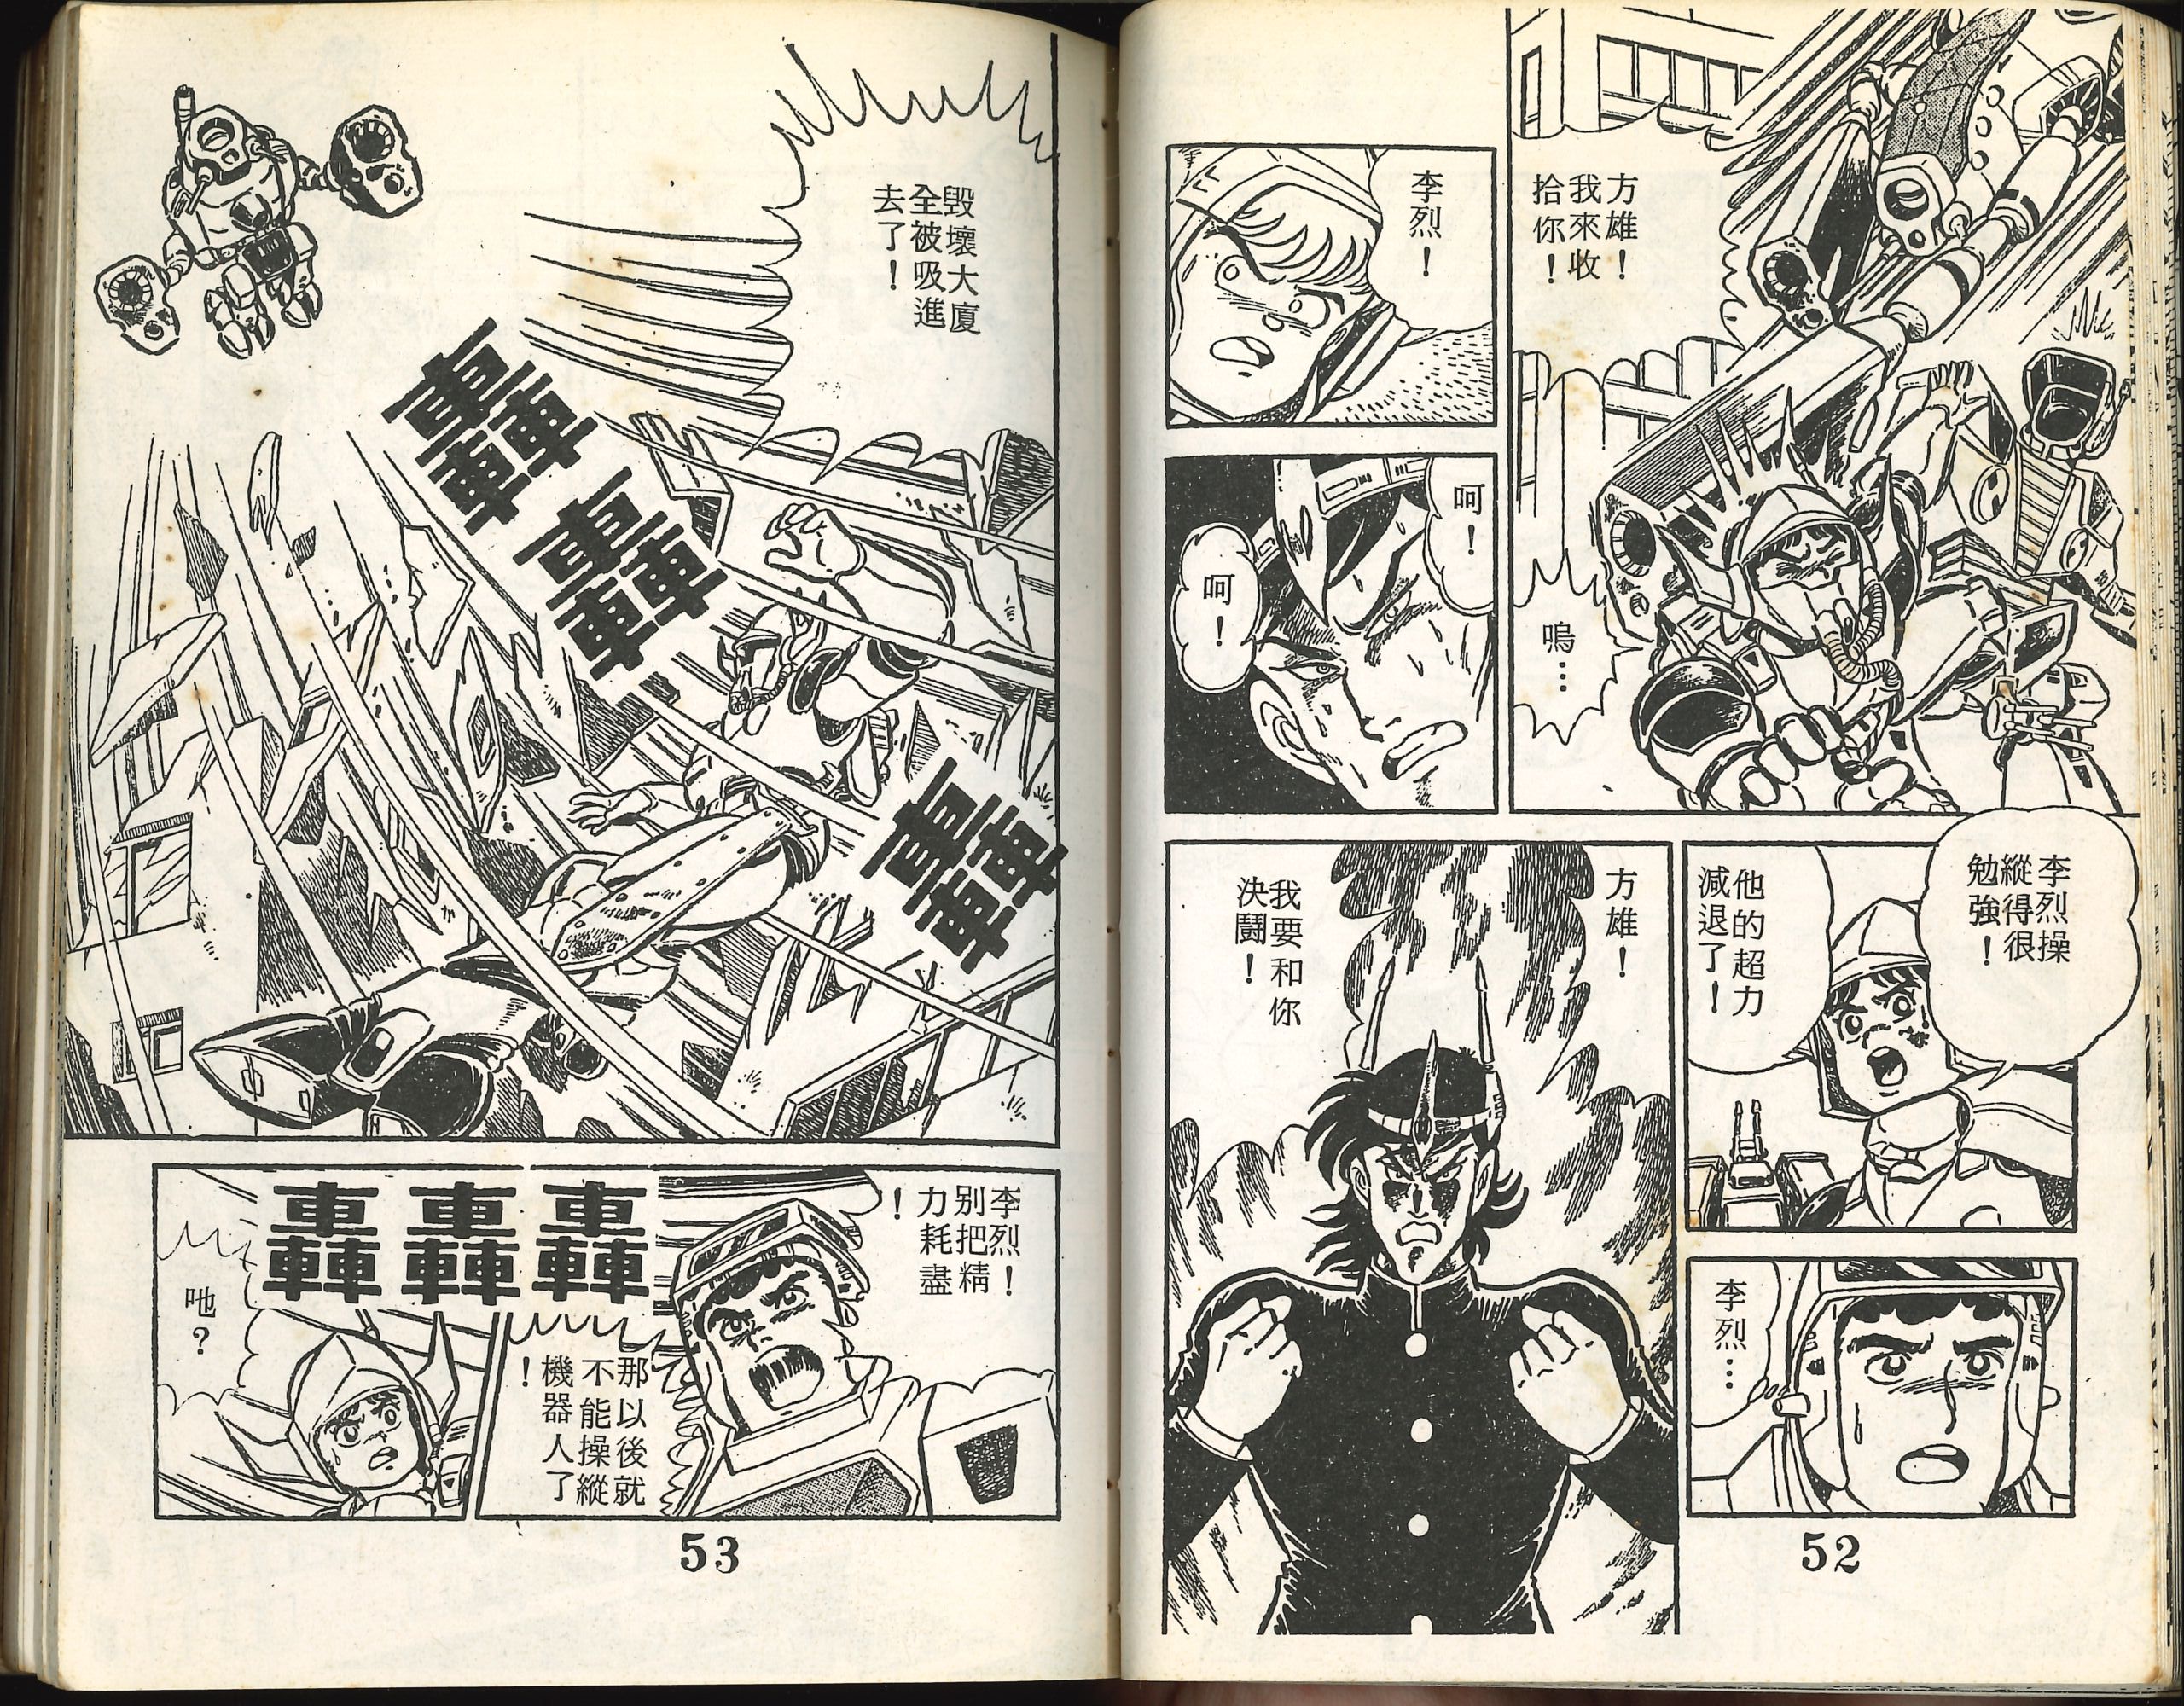 方雄！
我來收
拾你！
嗚…
李烈！
呵！
呵！
李烈操
縱得很
勉強！
他的超力
減退了！
李烈…
方雄！
我要和你
決鬪！
52
毀壞大廈
全被吸進
去了！
轟轟
轟
李烈！
別把精
力耗盡
！
那以後就
不能操縱
機器人了
！
轟轟轟
吔？
53